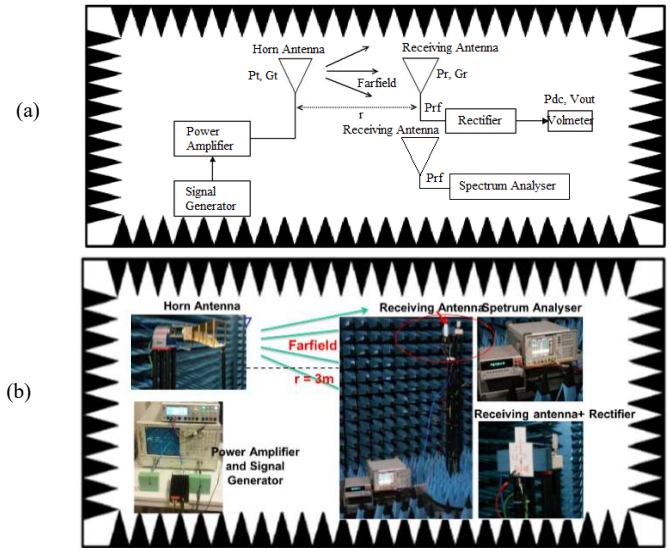 (a)
Horn Antenna
Receiving Antenna
Pt, Gt
Pr, Gr
Farfield
Pdc, Vout
r
Prf
Rectifier
Volmeter
Receiving Antenna
Power
Amplifier
Prf
Spectrum Analyser
Signal
Generator
(b)
Horn Antenna
Receiving Antenna
Spetrum Analyser
Farfield
r = 3m
Receiving antenna+ Rectifier
Power Amplifier
and Signal
Generator